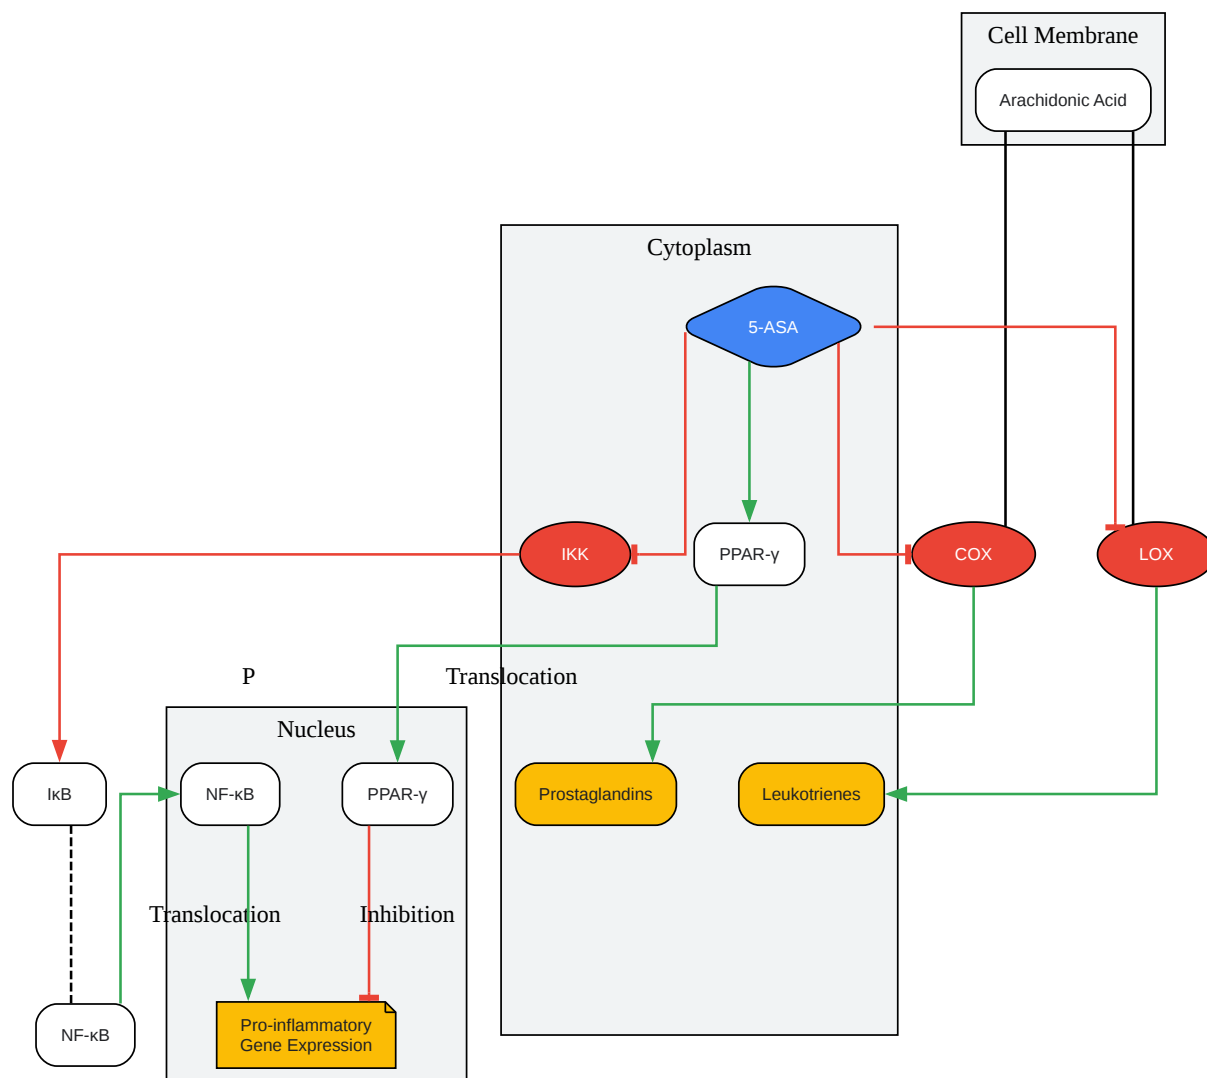 Cell Membrane
Arachidonic Acid
Cytoplasm
5-ASA
IKK
PPAR-γ
COX
LOX
P
Translocation
Nucleus
IκB
NF-κB
PPAR-γ
Prostaglandins
Leukotrienes
Translocation
Inhibition
NF-κB
Pro-inflammatory
Gene Expression